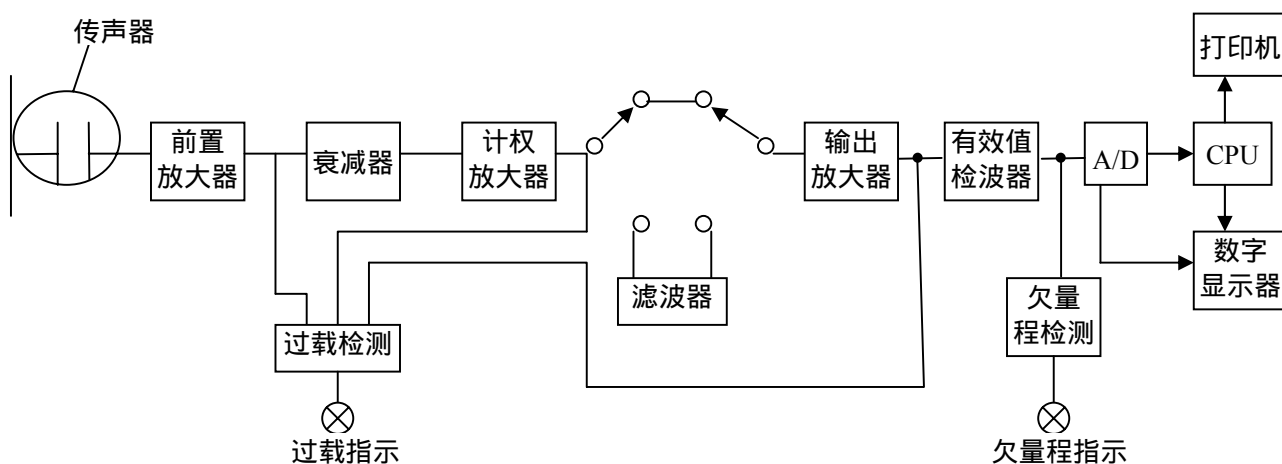 传声器
打印机
前置
放大器
衰减器
计权
放大器
输出
放大器
有效值
检波器
A/D
CPU
数字
显示器
滤波器
欠量
程检测
过载检测
过载指示
欠量程指示